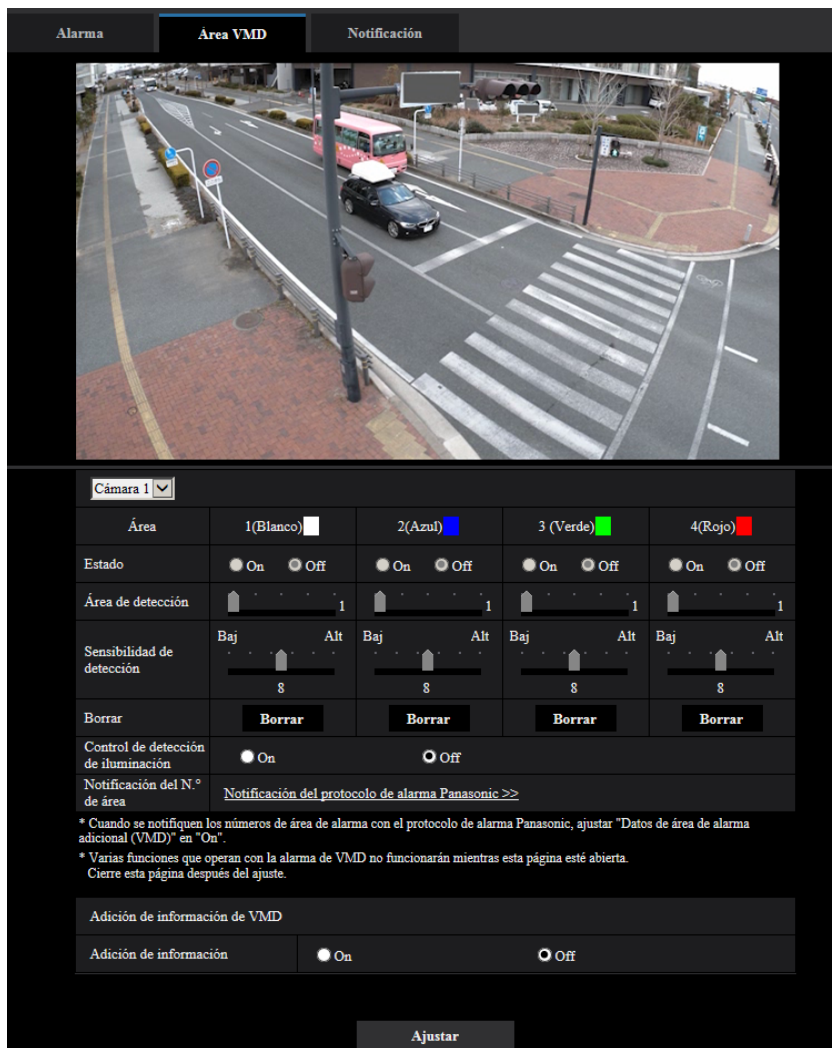 Alarma Área VMD Notificación
Cámara 1
Área 1(Blanco) 2(Azul) 3 (Verde) 4(Rojo)
Estado On Off On Off On Off On Off
Área de detección 1 1 1 1
Baj Alt Baj Alt Baj Alt Baj Alt
Sensibilidad de
detección
8 8 8 8
Borrar Borrar Borrar Borrar Borrar
Control de detección
de iluminación On Off
Notificación del N.°
de área Notificación del protocolo de alarma Panasonic >>
* Cuando se notifiquen los números de área de alarma con el protocolo de alarma Panasonic, ajustar "Datos de área de alarma
adicional (VMD)" en "On".
* Varias funciones que operan con la alarma de VMD no funcionarán mientras esta página esté abierta.
Cierre esta página después del ajuste.
Adición de información de VMD
Adición de información On Off
Ajustar